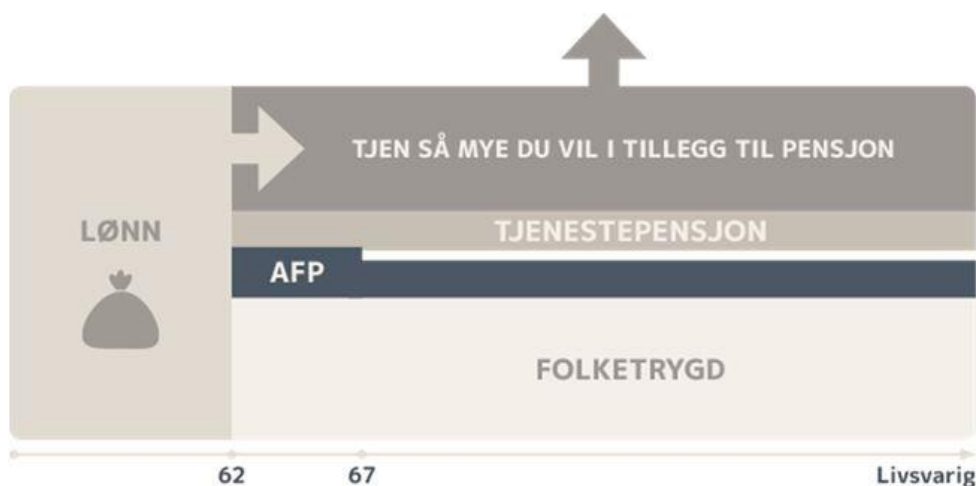 TJEN SÅ MYE DU VIL I TILLEGG TIL PENSJON
LØNN
TJENESTEPENSJON
AFP
FOLKETRYGD
62
67
Livsvarig